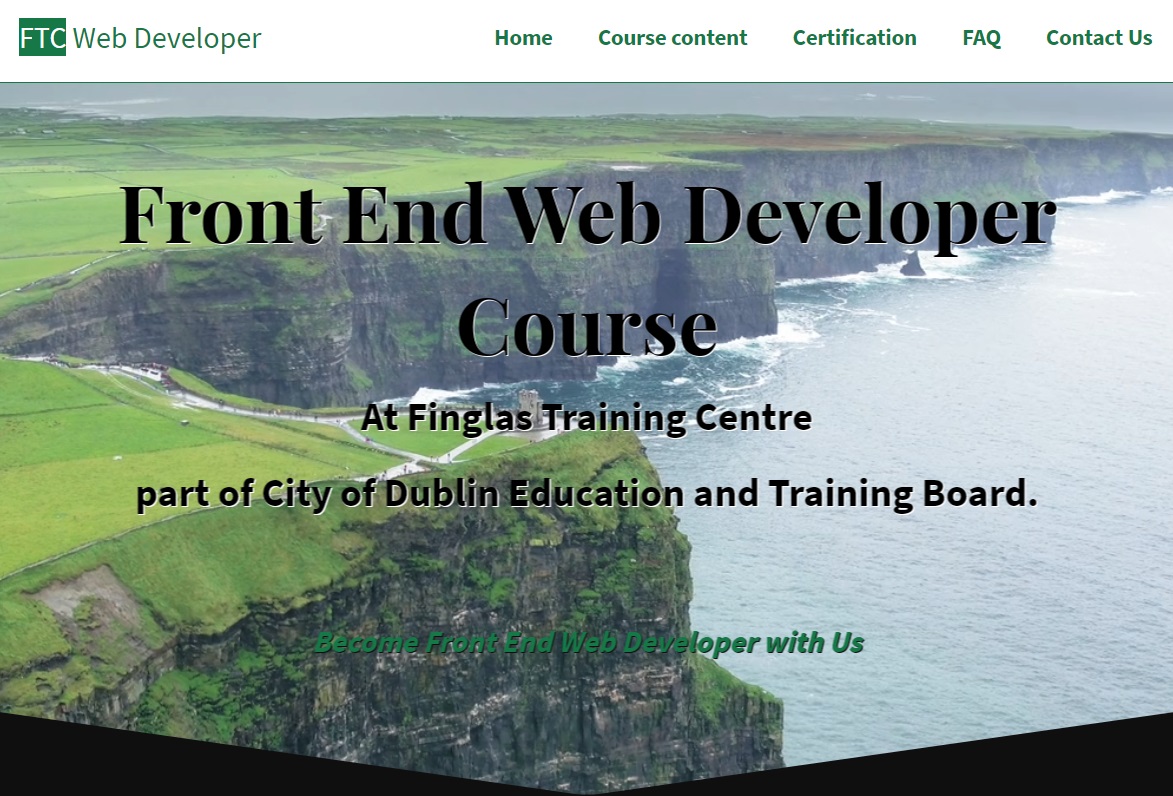 FTC Web Developer
Home Course content Certification FAQ Contact Us
Front End Web Developer
Course
At Finglas Training Centre
part of City of Dublin Education and Training Board.
Become Front End Web Developer with Us